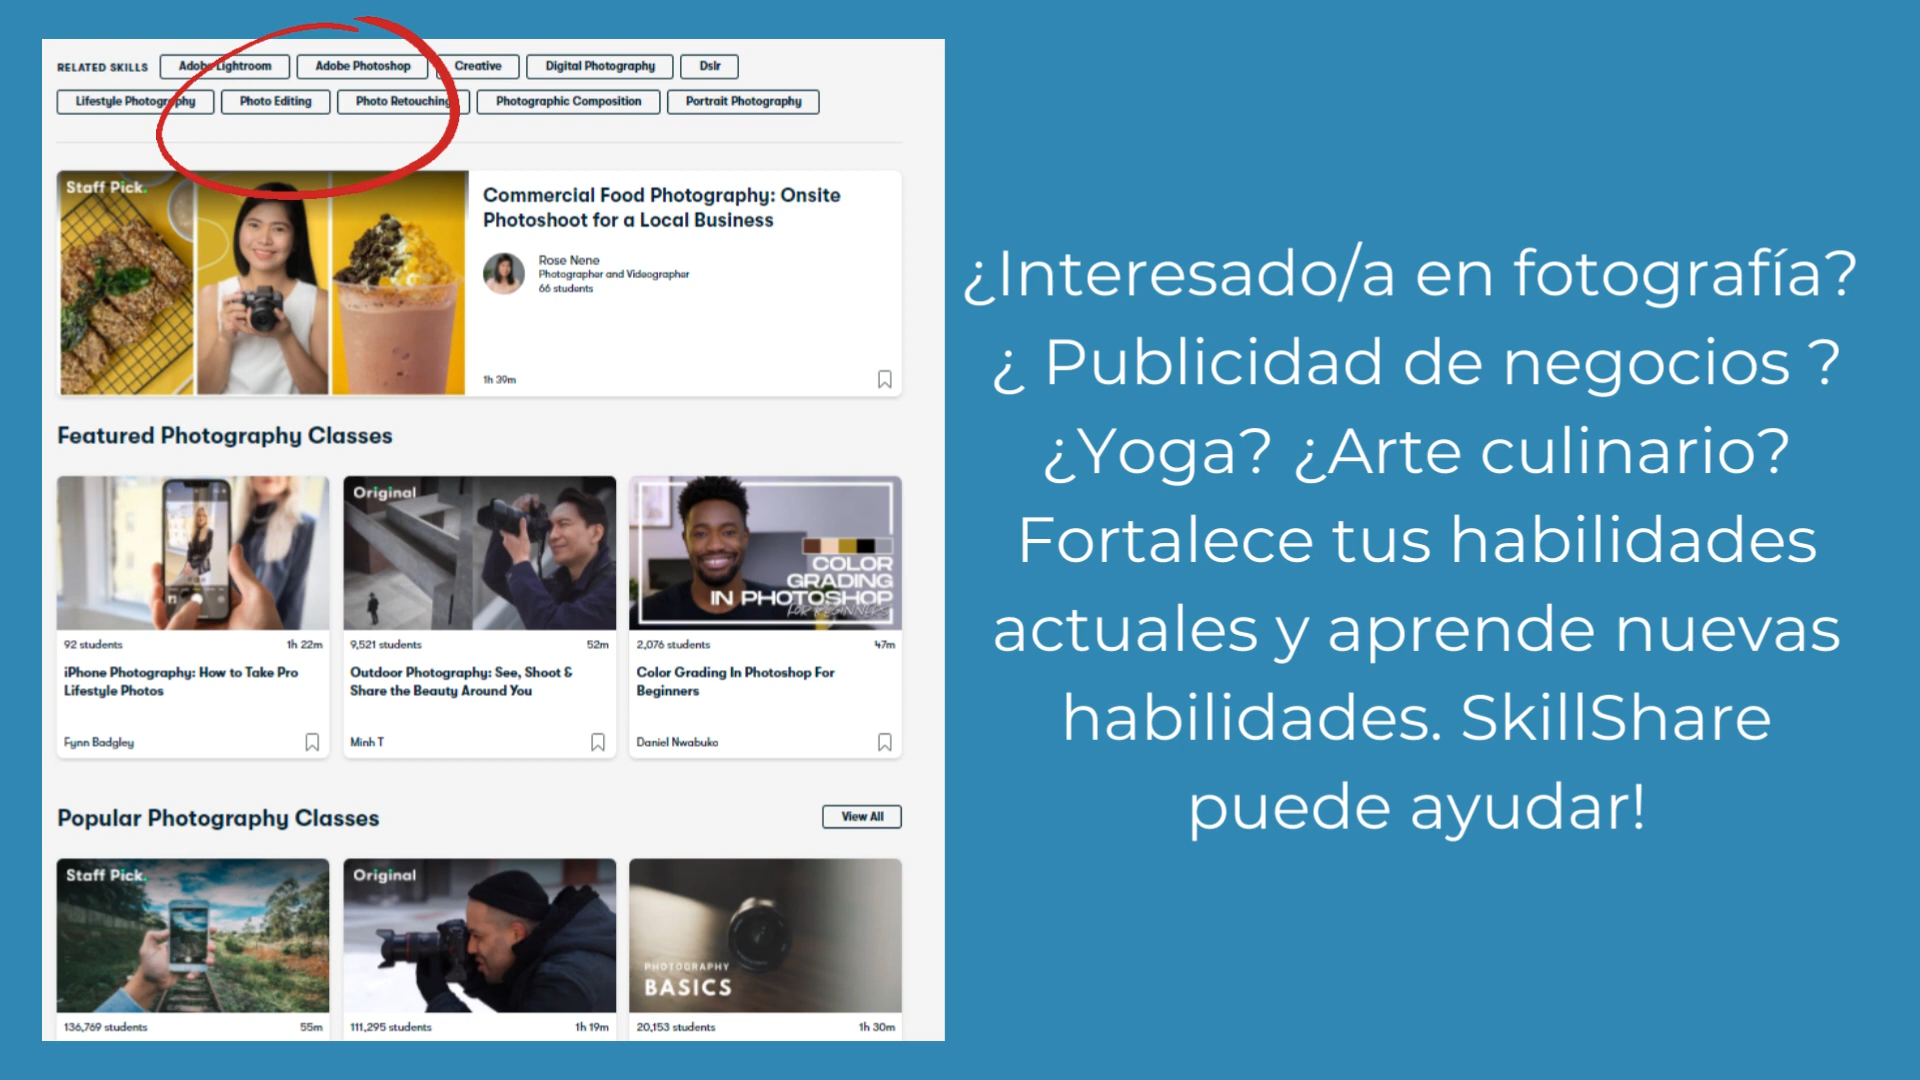 RELATED SKILLS Adobe Lightroom Adobe Photoshop Creative Digital Photography Dslr
Lifestyle Photography Photo Editing Photo Retouching Photographic Composition Portrait Photography
Staff Pick.
Commercial Food Photography: Onsite
Photoshoot for a Local Business
Rose Nene
Photographer and Videographer
66 students
1h 39m
Featured Photography Classes
92 students 1h 22m
iPhone Photography: How to Take Pro
Lifestyle Photos
Fynn Badgley
Original
9,521 students 52m
Outdoor Photography: See, Shoot &
Share the Beauty Around You
Minh T
COLOR
GRADING
IN PHOTOSHOP
FOR BEGINNERS
2,076 students 47m
Color Grading In Photoshop For
Beginners
Daniel Nwabuko
Popular Photography Classes View All
Staff Pick.
136,769 students 55m
Original
111,295 students 1h 19m
PHOTOGRAPHY
BASICS
20,153 students 1h 30m
¿Interesado/a en fotografía?
¿ Publicidad de negocios ?
¿Yoga? ¿Arte culinario?
Fortalece tus habilidades
actuales y aprende nuevas
habilidades. SkillShare
puede ayudar!